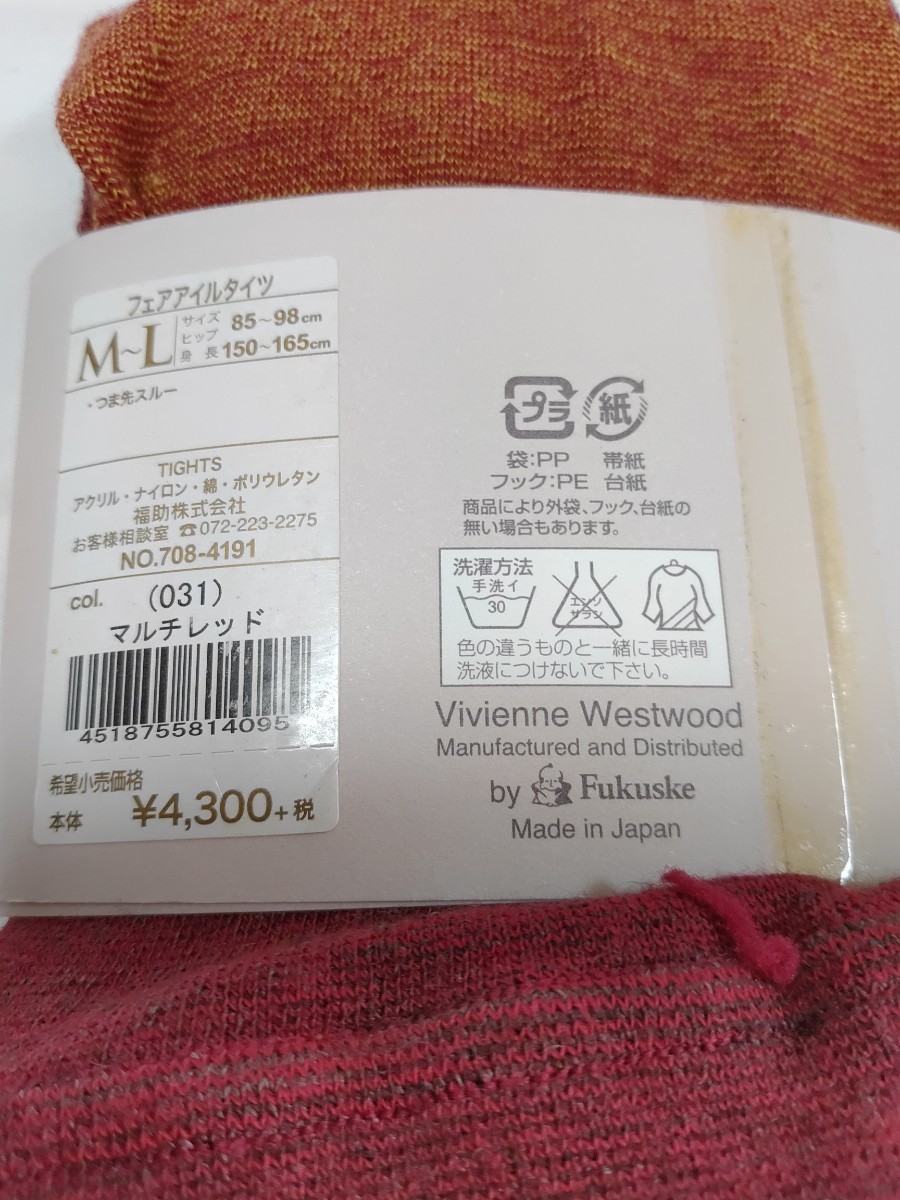 フェアアイルタイツ
M~L サイズ ヒップ 85~98cm
身長 150~165cm
・つま先スルー
TIGHTS
アクリル・ナイロン・綿・ポリウレタン
福助株式会社
お客様相談室 ☎072-223-2275
NO.708-4191
col. (031)
マルチレッド
4518755814095
希望小売価格
本体 ¥4,300+税
プラ 紙
袋:PP 帯紙
フック:PE 台紙
商品により外袋、フック、台紙の
無い場合もあります。
洗濯方法
手洗イ
30
エンソ
サラシ
色の違うものと一緒に長時間
洗液につけないで下さい。
Vivienne Westwood
Manufactured and Distributed
by Fukuske
Made in Japan